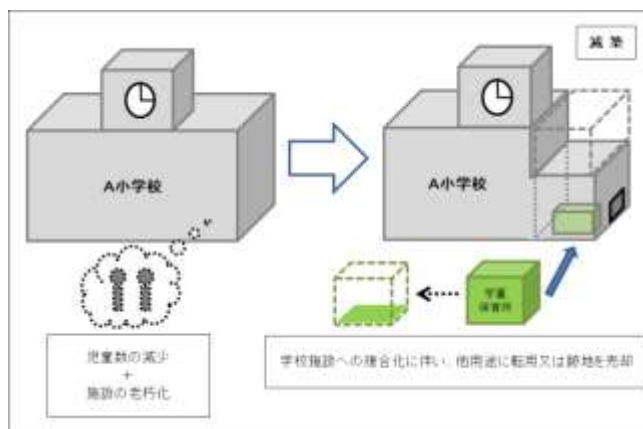 減築
A小学校
A小学校
学童
保育所
児童数の減少
+
施設の老朽化
学校施設への複合化に伴い、他用途に転用又は跡地を売却